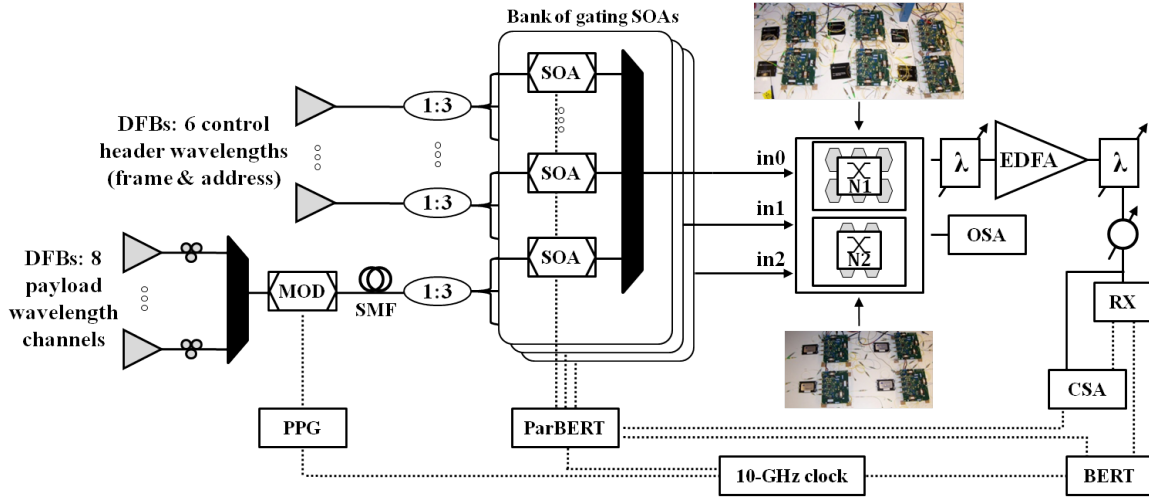 Bank of gating SOAs
SOA
1:3
DFBs: 6 control
header wavelengths
(frame & address)
SOA
1:3
in0
N1
λ
EDFA
λ
in1
DFBs: 8
payload
wavelength
channels
MOD
SMF
1:3
SOA
in2
N2
OSA
RX
CSA
PPG
ParBERT
10-GHz clock
BERT